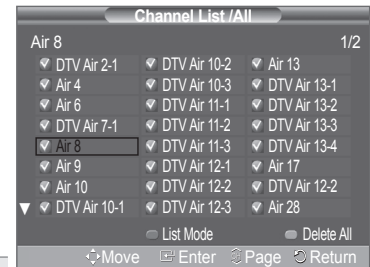 Channel List /All
Air 8 1/2
DTV Air 2-1 DTV Air 10-2 Air 13
Air 4 DTV Air 10-3 DTV Air 13-1
Air 6 DTV Air 11-1 DTV Air 13-2
DTV Air 7-1 DTV Air 11-2 DTV Air 13-3
Air 8 DTV Air 11-3 DTV Air 13-4
Air 9 DTV Air 12-1 Air 17
Air 10 DTV Air 12-2 DTV Air 12-2
DTV Air 10-1 DTV Air 12-3 Air 28
List Mode Delete All
Move Enter Page Return